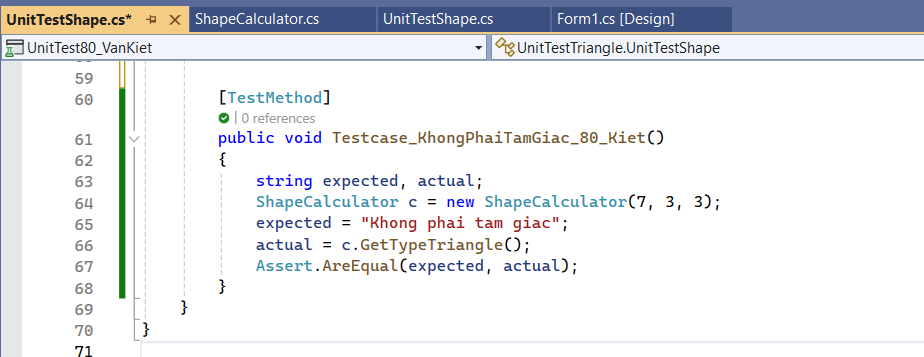 UnitTestShape.cs*
ShapeCalculator.cs
UnitTestShape.cs
Form1.cs [Design]
UnitTest80_VanKiet
UnitTestTriangle.UnitTestShape
59
60 [TestMethod]
0 references
61 public void Testcase_KhongPhaiTamGiac_80_Kiet()
62 {
63 string expected, actual;
64 ShapeCalculator c = new ShapeCalculator(7, 3, 3);
65 expected = "Khong phai tam giac";
66 actual = c.GetTypeTriangle();
67 Assert.AreEqual(expected, actual);
68 }
69 }
70 }
71